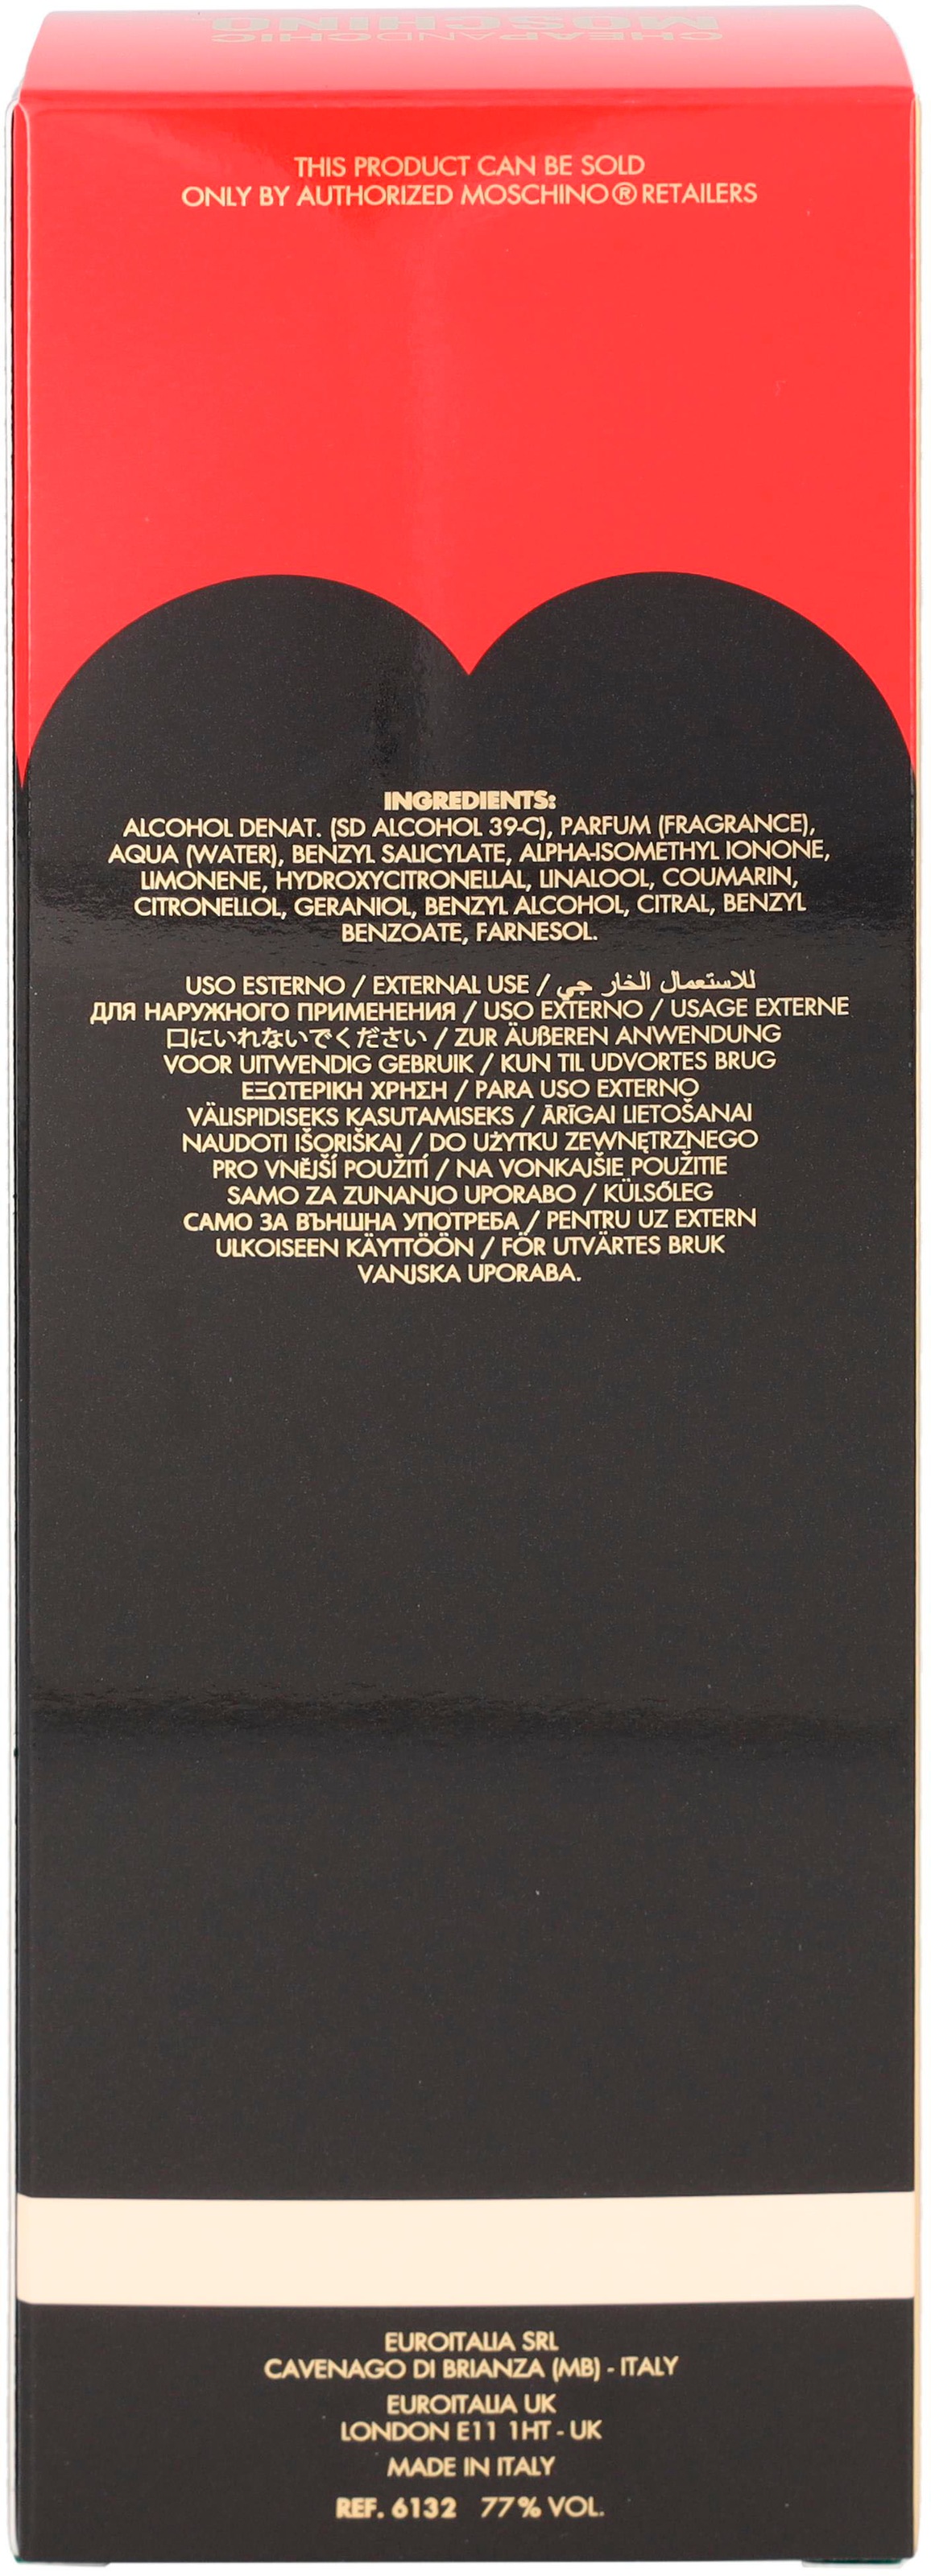 CHEAPANDCHIC
MOSCHINO
THIS PRODUCT CAN BE SOLD
ONLY BY AUTHORIZED MOSCHINO® RETAILERS
INGREDIENTS:
ALCOHOL DENAT. (SD ALCOHOL 39-C), PARFUM (FRAGRANCE),
AQUA (WATER), BENZYL SALICYLATE, ALPHA-ISOMETHYL IONONE,
LIMONENE, HYDROXYCITRONELLAL, LINALOOL, COUMARIN,
CITRONELLOL, GERANIOL, BENZYL ALCOHOL, CITRAL, BENZYL
BENZOATE, FARNESOL.
USO ESTERNO / EXTERNAL USE / للاستعمال الخار جي
ДЛЯ НАРУЖНОГО ПРИМЕНЕНИЯ / USO EXTERNO / USAGE EXTERNE
口にいれないでください / ZUR ÄUßEREN ANWENDUNG
VOOR UITWENDIG GEBRUIK / KUN TIL UDVORTES BRUG
ΕΞΩΤΕΡΙΚΗ ΧΡΗΣΗ / PARA USO EXTERNO
VÄLISPIDISEKS KASUTAMISEKS / ĀRĪGAI LIETOŠANAI
NAUDOTI IŠORIŠKAI / DO UŻYTKU ZEWNĘTRZNEGO
PRO VNĚJŠÍ POUŽITÍ / NA VONKAJŠIE POUŽITIE
SAMO ZA ZUNANJO UPORABO / KÜLSŐLEG
САМО ЗА ВЪНШНА УПОТРЕБА / PENTRU UZ EXTERN
ULKOISEEN KÄYTTÖÖN / FÖR UTVÄRTES BRUK
VANJSKA UPORABA.
EUROITALIA SRL
CAVENAGO DI BRIANZA (MB) - ITALY
EUROITALIA UK
LONDON E11 1HT - UK
MADE IN ITALY
REF. 6132 77% VOL.